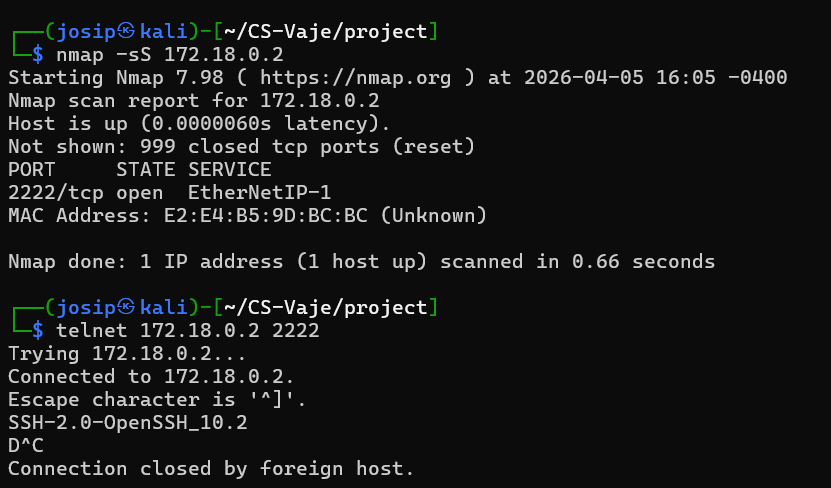 ┌──(josip㉿kali)-[~/CS-Vaje/project]
└─$ nmap -sS 172.18.0.2
Starting Nmap 7.98 ( https://nmap.org ) at 2026-04-05 16:05 -0400
Nmap scan report for 172.18.0.2
Host is up (0.0000060s latency).
Not shown: 999 closed tcp ports (reset)
PORT     STATE SERVICE
2222/tcp open  EtherNetIP-1
MAC Address: E2:E4:B5:9D:BC:BC (Unknown)

Nmap done: 1 IP address (1 host up) scanned in 0.66 seconds

┌──(josip㉿kali)-[~/CS-Vaje/project]
└─$ telnet 172.18.0.2 2222
Trying 172.18.0.2...
Connected to 172.18.0.2.
Escape character is '^]'.
SSH-2.0-OpenSSH_10.2
D^C
Connection closed by foreign host.